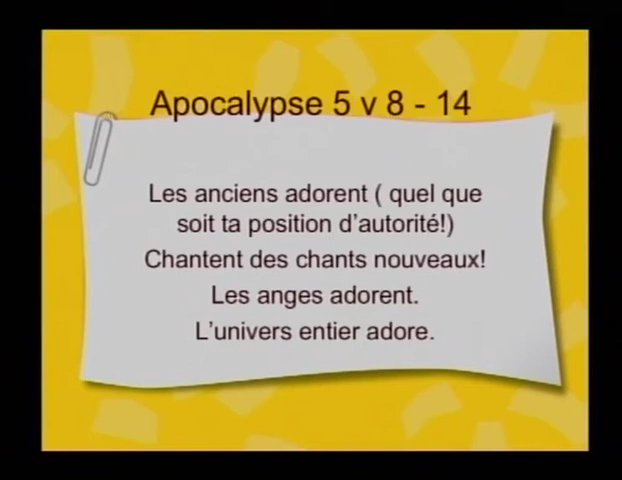 Apocalypse 5 v 8 - 14
Les anciens adorent ( quel que
soit ta position d’autorité!)
Chantent des chants nouveaux!
Les anges adorent.
L’univers entier adore.